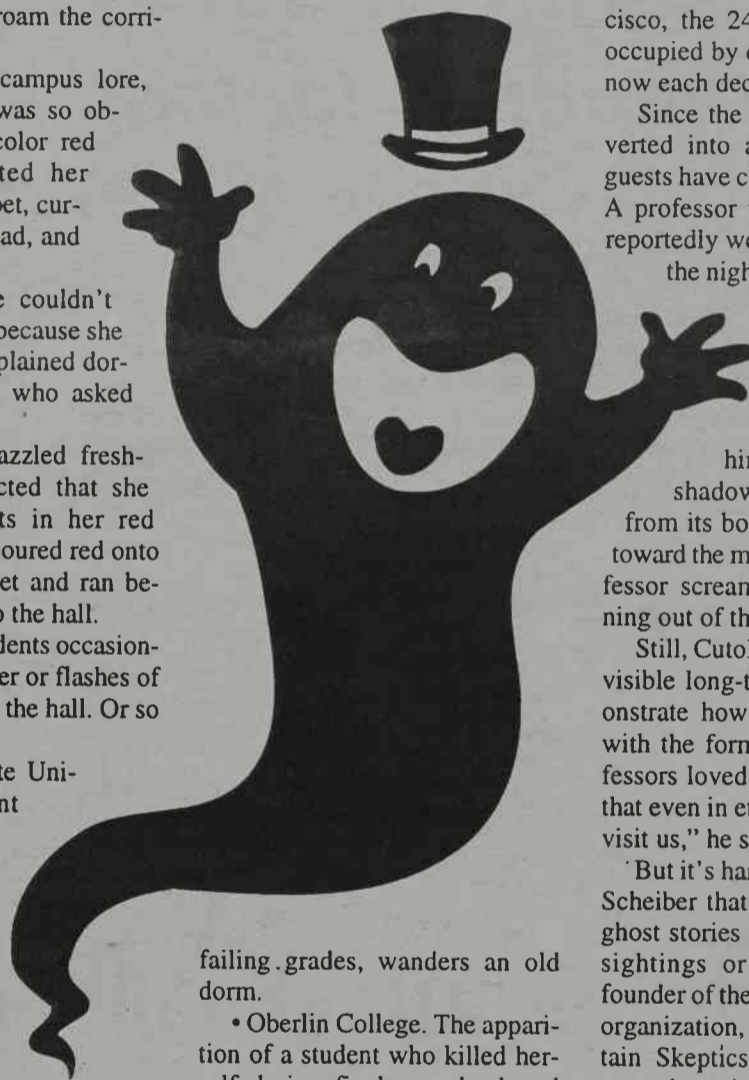 roam the corri-
campus lore,
was so ob-
color red
ted her
et, cur-
ad, and
couldn't
because she
plained dor-
who asked
azzled fresh-
cted that she
ts in her red
oured red onto
et and ran be-
the hall.
dents occasion-
er or flashes of
the hall. Or so
te Uni-
nt
failing grades, wanders an old
dorm.
• Oberlin College. The appari-
tion of a student who killed her-
cisco, the 24
occupied by
now each dec
Since the
verted into a
guests have c
A professor
reportedly wo
the nigh
hin
shadow
from its bo
toward the m
fessor scream
ning out of th
Still, Cuto
visible long-t
onstrate how
with the form
fessors loved
that even in e
visit us," he s
But it's har
Scheiber that
ghost stories
sightings or
founder of the
organization,
tain Skeptics